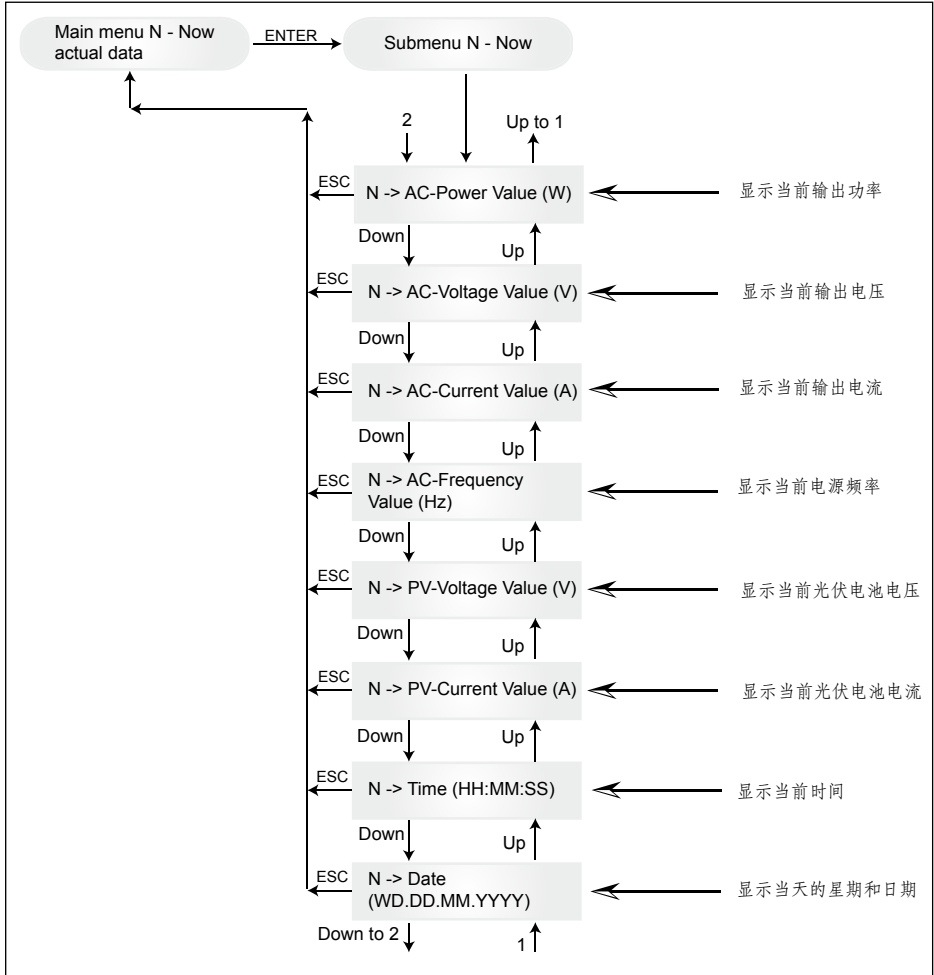 Main menu N - Now
actual data
ENTER
Submenu N - Now
2
Up to 1
ESC
N -> AC-Power Value (W)
显示当前输出功率
Down
Up
ESC
N -> AC-Voltage Value (V)
显示当前输出电压
Down
Up
ESC
N -> AC-Current Value (A)
显示当前输出电流
Down
Up
ESC
N -> AC-Frequency
Value (Hz)
显示当前电源频率
Down
Up
ESC
N -> PV-Voltage Value (V)
显示当前光伏电池电压
Down
Up
ESC
N -> PV-Current Value (A)
显示当前光伏电池电流
Down
Up
ESC
N -> Time (HH:MM:SS)
显示当前时间
Down
Up
ESC
N -> Date
(WD.DD.MM.YYYY)
显示当天的星期和日期
Down to 2
1